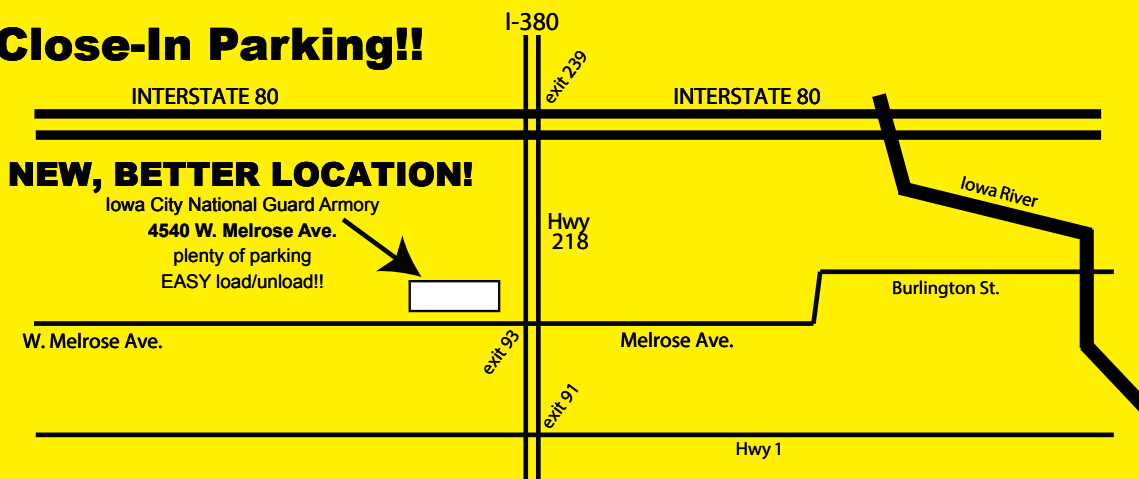 I-380
Close-In Parking!!
exit 239
INTERSTATE 80
INTERSTATE 80
NEW, BETTER LOCATION!
Iowa City National Guard Armory
4540 W. Melrose Ave.
plenty of parking
EASY load/unload!!
Iowa River
Hwy
218
Burlington St.
W. Melrose Ave.
exit 93
Melrose Ave.
exit 91
Hwy 1